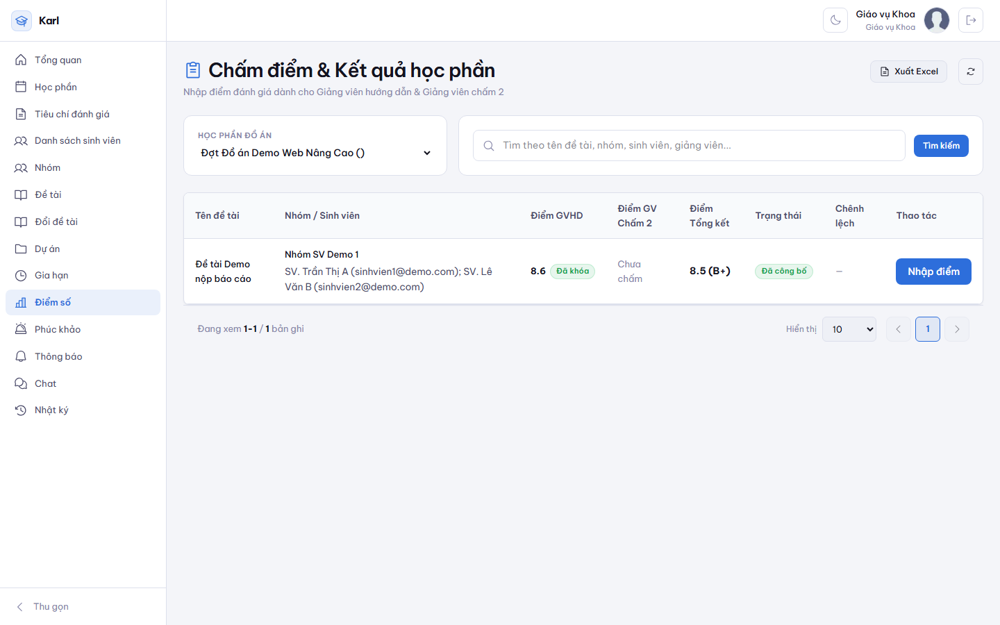 Karl
Giáo vụ Khoa
Giáo vụ Khoa
Tổng quan
Học phần
Tiêu chí đánh giá
Danh sách sinh viên
Nhóm
Đề tài
Đổi đề tài
Dự án
Gia hạn
Điểm số
Phúc khảo
Thông báo
Chat
Nhật ký
Thu gọn
Chấm điểm & Kết quả học phần
Nhập điểm đánh giá dành cho Giảng viên hướng dẫn & Giảng viên chấm 2
Xuất Excel
HỌC PHẦN ĐỒ ÁN
Đợt Đồ án Demo Web Nâng Cao ()
Tìm theo tên đề tài, nhóm, sinh viên, giảng viên...
Tìm kiếm
Tên đề tài
Nhóm / Sinh viên
Điểm GVHD
Điểm GV
Chấm 2
Điểm
Tổng kết
Trạng thái
Chênh
lệch
Thao tác
Đề tài Demo
nộp báo cáo
Nhóm SV Demo 1
SV. Trần Thị A (sinhvien1@demo.com); SV. Lê
Văn B (sinhvien2@demo.com)
8.6 Đã khóa
Chưa
chấm
8.5 (B+)
Đã công bố
—
Nhập điểm
Đang xem 1-1 / 1 bản ghi
Hiển thị
10
1